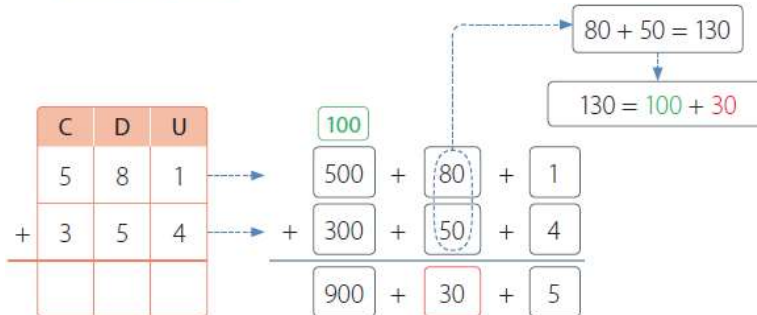 80 + 50 = 130
130 = 100 + 30
C D U
100
5 8 1
500 + 80 + 1
+ 3 5 4
+ 300 + 50 + 4
900 + 30 + 5